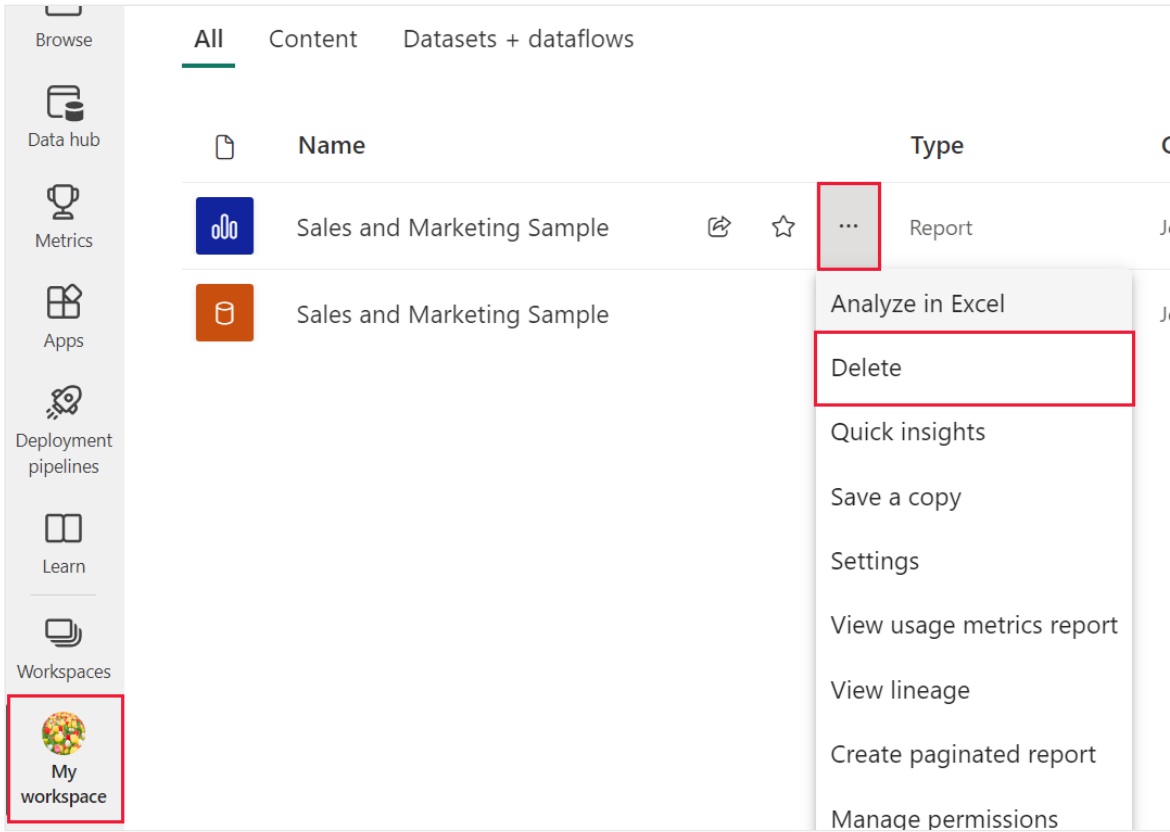 Browse
Data hub
Metrics
Apps
Deployment
pipelines
Learn
Workspaces
My
workspace
All Content Datasets + dataflows
Name Type
Sales and Marketing Sample ... Report
Sales and Marketing Sample
Analyze in Excel
Delete
Quick insights
Save a copy
Settings
View usage metrics report
View lineage
Create paginated report
Manage permissions